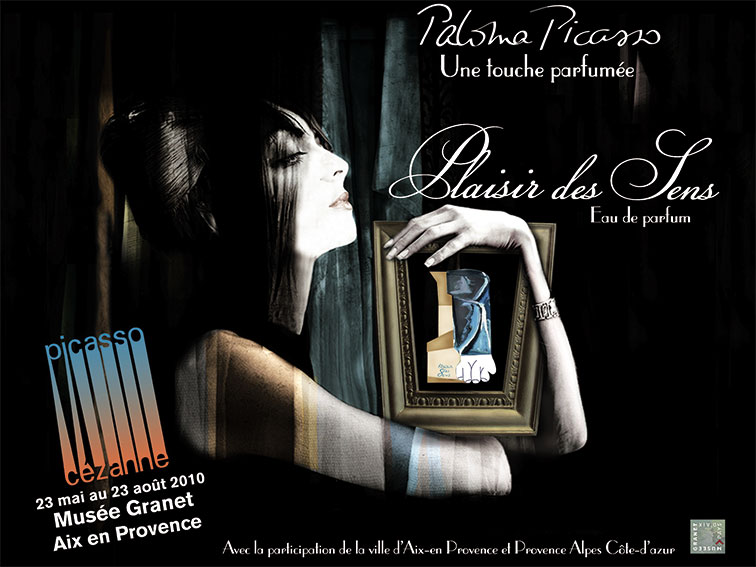 Paloma Picasso
Une touche parfumée
Plaisir des Sens
Eau de parfum
picasso
cézanne
23 mai au 23 août 2010
Musée Granet
Aix en Provence
Avec la participation de la ville d'Aix-en Provence et Provence Alpes Côte-d'azur